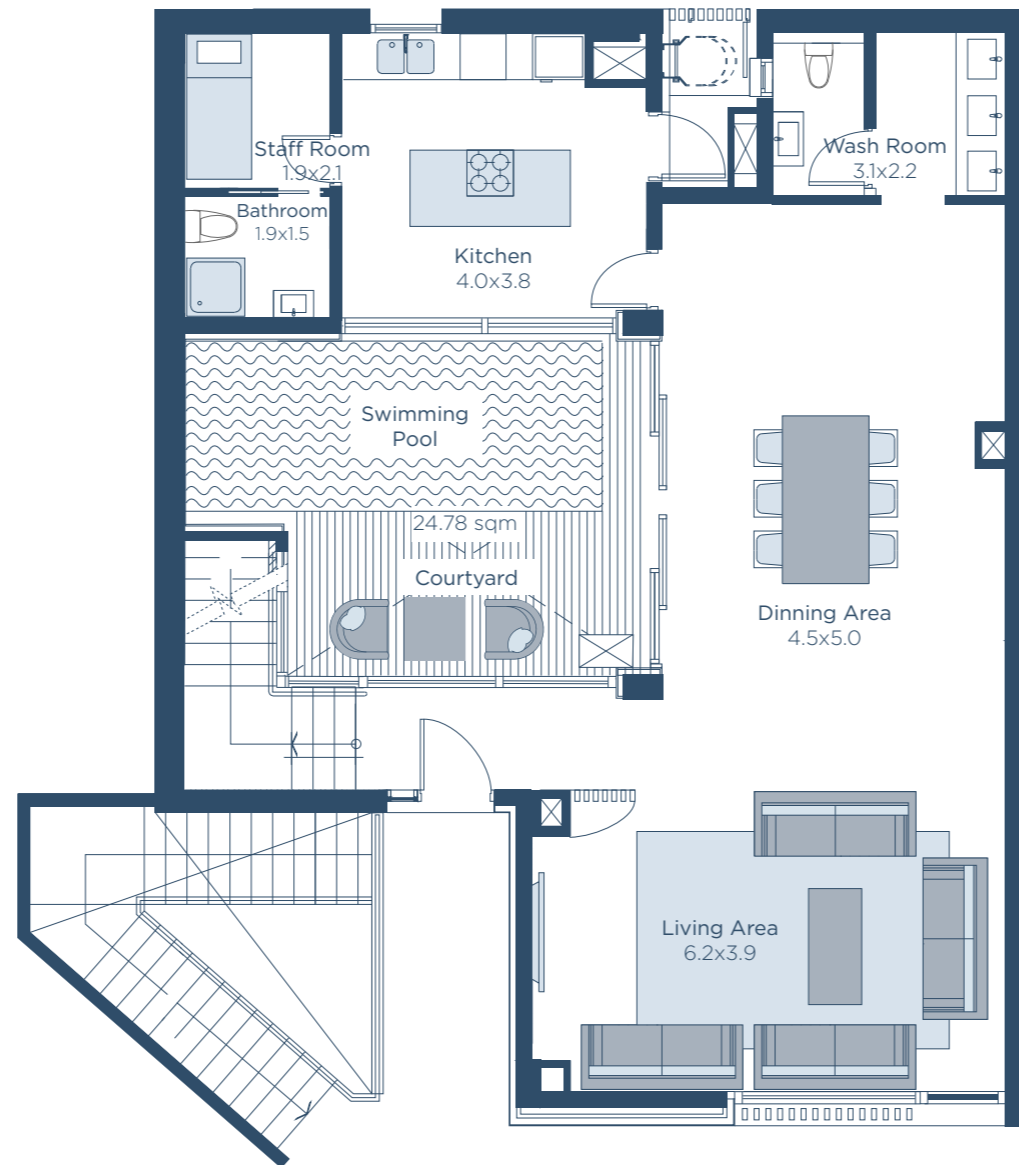 Staff Room
1.9x2.1
Bathroom
1.9x1.5
Kitchen
4.0x3.8
Wash Room
3.1x2.2
Swimming
Pool
24.78 sqm
Courtyard
Dinning Area
4.5x5.0
Living Area
6.2x3.9